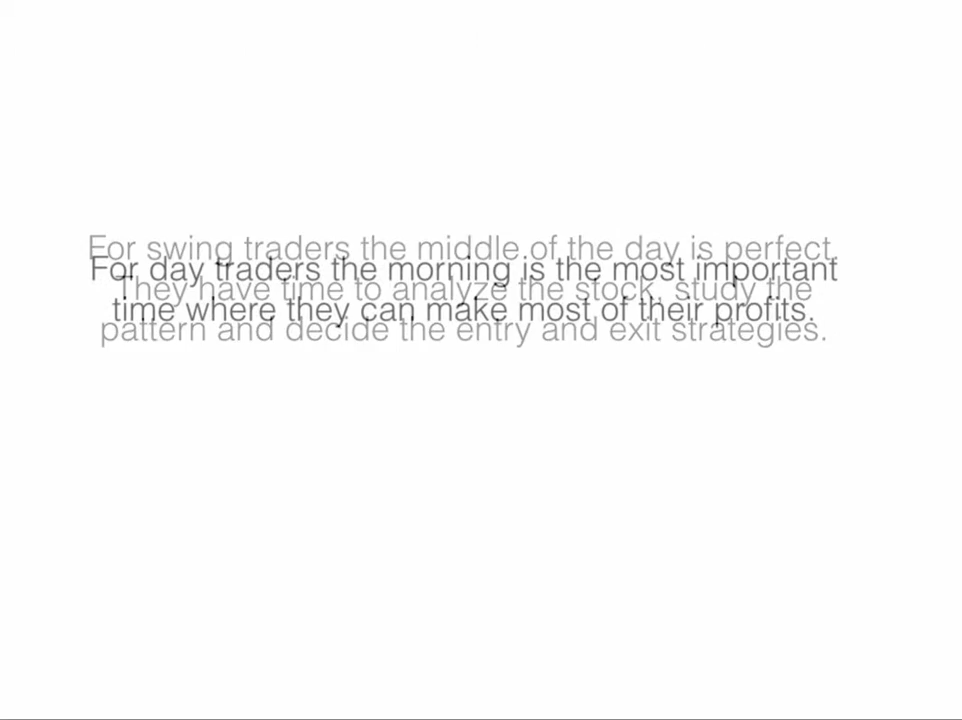 For swing traders the middle of the day is perfect.
They have time to analyze the stock, study the
pattern and decide the entry and exit strategies.
For day traders the morning is the most important
time where they can make most of their profits.